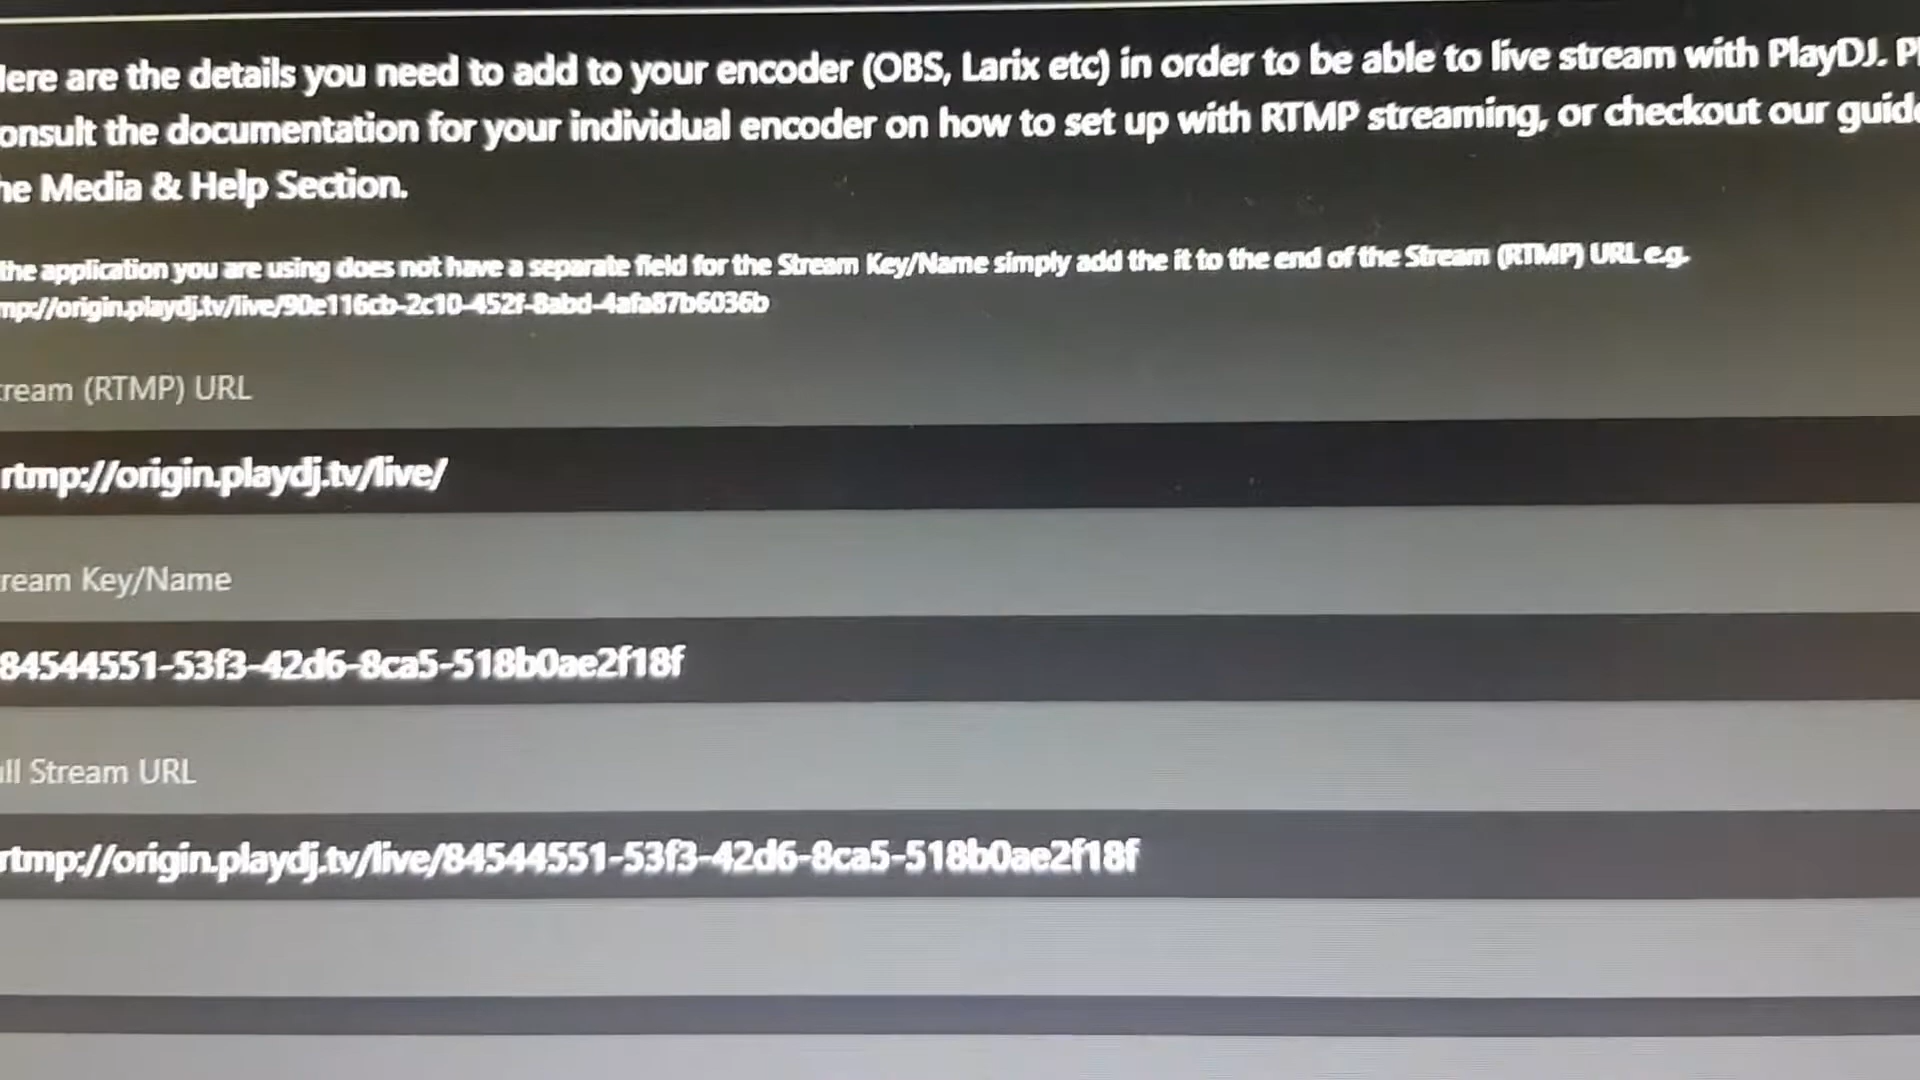 ere are the details you need to add to your encoder (OBS, Larix etc) in order to be able to live stream with PlayDJ. Pl
onsult the documentation for your individual encoder on how to set up with RTMP streaming, or checkout our guide
he Media & Help Section.
the application you are using does not have a separate field for the Stream Key/Name simply add the it to the end of the Stream (RTMP) URL e.g.
mp://origin.playdj.tv/live/90e116cb-2c10-452f-8abd-4afa87b6036b
ream (RTMP) URL
rtmp://origin.playdj.tv/live/
ream Key/Name
84544551-53f3-42d6-8ca5-518b0ae2f18f
ll Stream URL
rtmp://origin.playdj.tv/live/84544551-53f3-42d6-8ca5-518b0ae2f18f